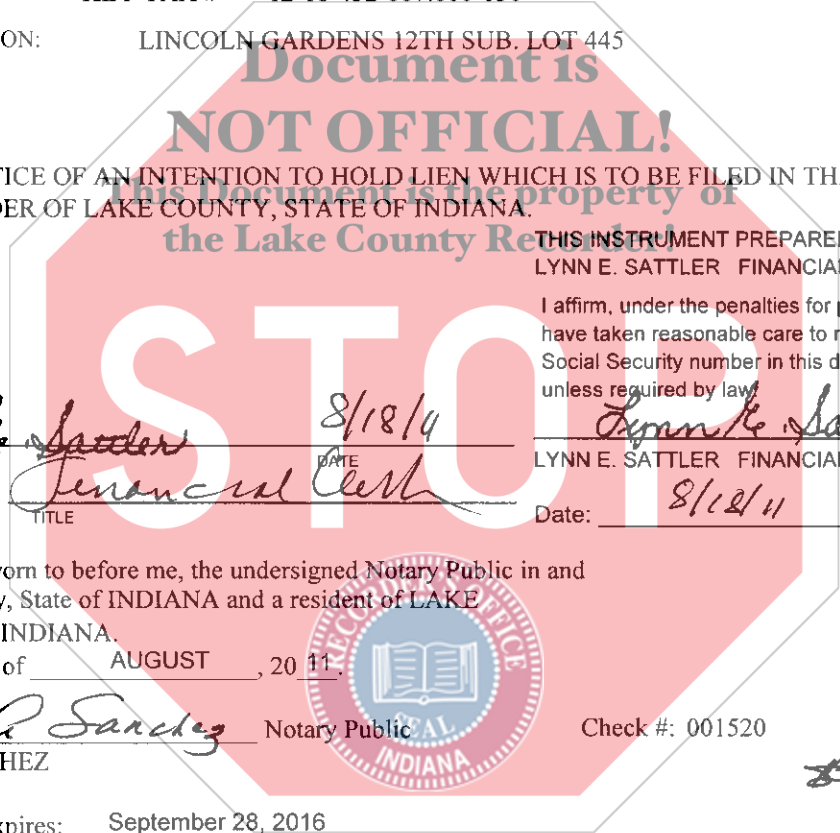 ON: LINCOLN GARDENS 12TH SUB. LOT 445
Document is
NOT OFFICIAL!
TICE OF AN INTENTION TO HOLD LIEN WHICH IS TO BE FILED IN TH
This Document is the property of
DER OF LAKE COUNTY, STATE OF INDIANA.
the Lake County Recorder!
THIS INSTRUMENT PREPARE
LYNN E. SATTLER FINANCIA
I affirm, under the penalties for p
have taken reasonable care to r
Social Security number in this d
unless required by law
STOP
Sattler 8/18/11
Lynn E. Sa
DATE
LYNN E. SATTLER FINANCIA
Financial Clerk
TITLE
Date: 8/18/11
orn to before me, the undersigned Notary Public in and
y, State of INDIANA and a resident of LAKE
INDIANA.
of AUGUST, 20 11.
RECORDER'S OFFICE
SEAL
INDIANA
Sanchez Notary Public
Check #: 001520
HEZ
xpires: September 28, 2016